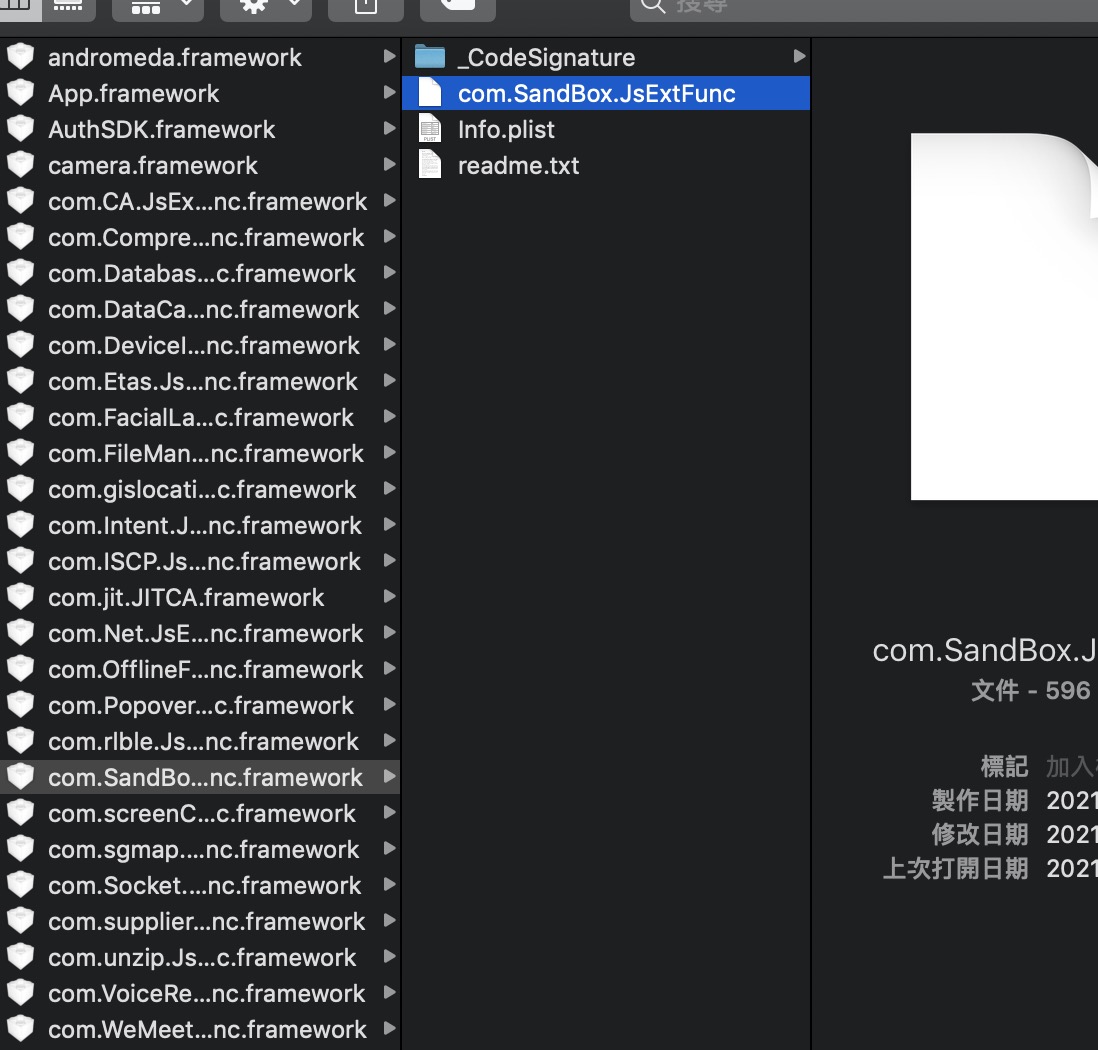 搜尋
andromeda.framework
App.framework
AuthSDK.framework
camera.framework
com.CA.JsEx...nc.framework
com.Compre...nc.framework
com.Databas...c.framework
com.DataCa...nc.framework
com.DeviceI...nc.framework
com.Etas.Js...nc.framework
com.FacialLa...c.framework
com.FileMan...nc.framework
com.gislocati...c.framework
com.Intent.J...nc.framework
com.ISCP.Js...nc.framework
com.jit.JITCA.framework
com.Net.JsE...nc.framework
com.OfflineF...nc.framework
com.Popover...c.framework
com.rlble.Js...nc.framework
com.SandBo...nc.framework
com.screenC...c.framework
com.sgmap....nc.framework
com.Socket....nc.framework
com.supplier...nc.framework
com.unzip.Js...c.framework
com.VoiceRe...nc.framework
com.WeMeet...nc.framework
_CodeSignature
com.SandBox.JsExtFunc
Info.plist
readme.txt
com.SandBox.J
文件 - 596
標記 加入
製作日期 2021
修改日期 2021
上次打開日期 2021